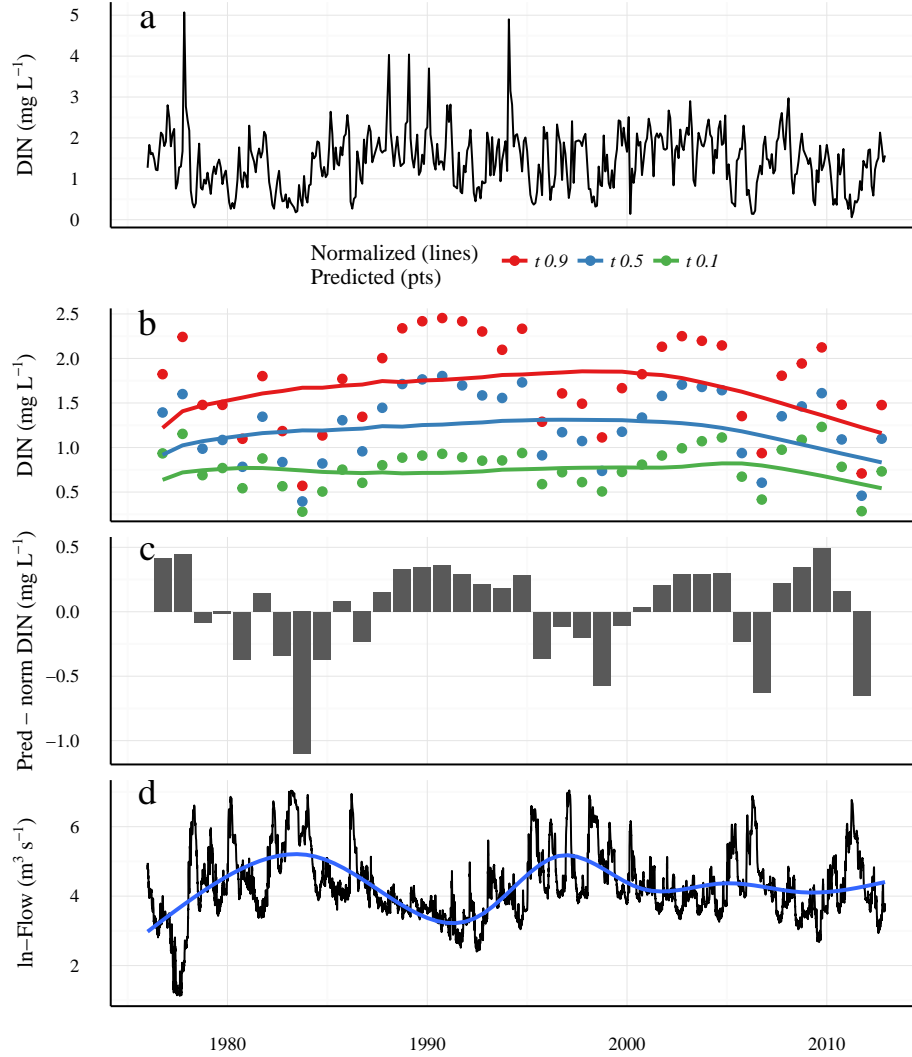 a
DIN (mg L⁻¹)
5
4
3
2
1
0
Normalized (lines)
Predicted (pts)
t 0.9 t 0.5 t 0.1
b
DIN (mg L⁻¹)
2.5
2.0
1.5
1.0
0.5
c
Pred − norm DIN (mg L⁻¹)
0.5
0.0
−0.5
−1.0
d
ln−Flow (m³ s⁻¹)
6
4
2
1980 1990 2000 2010